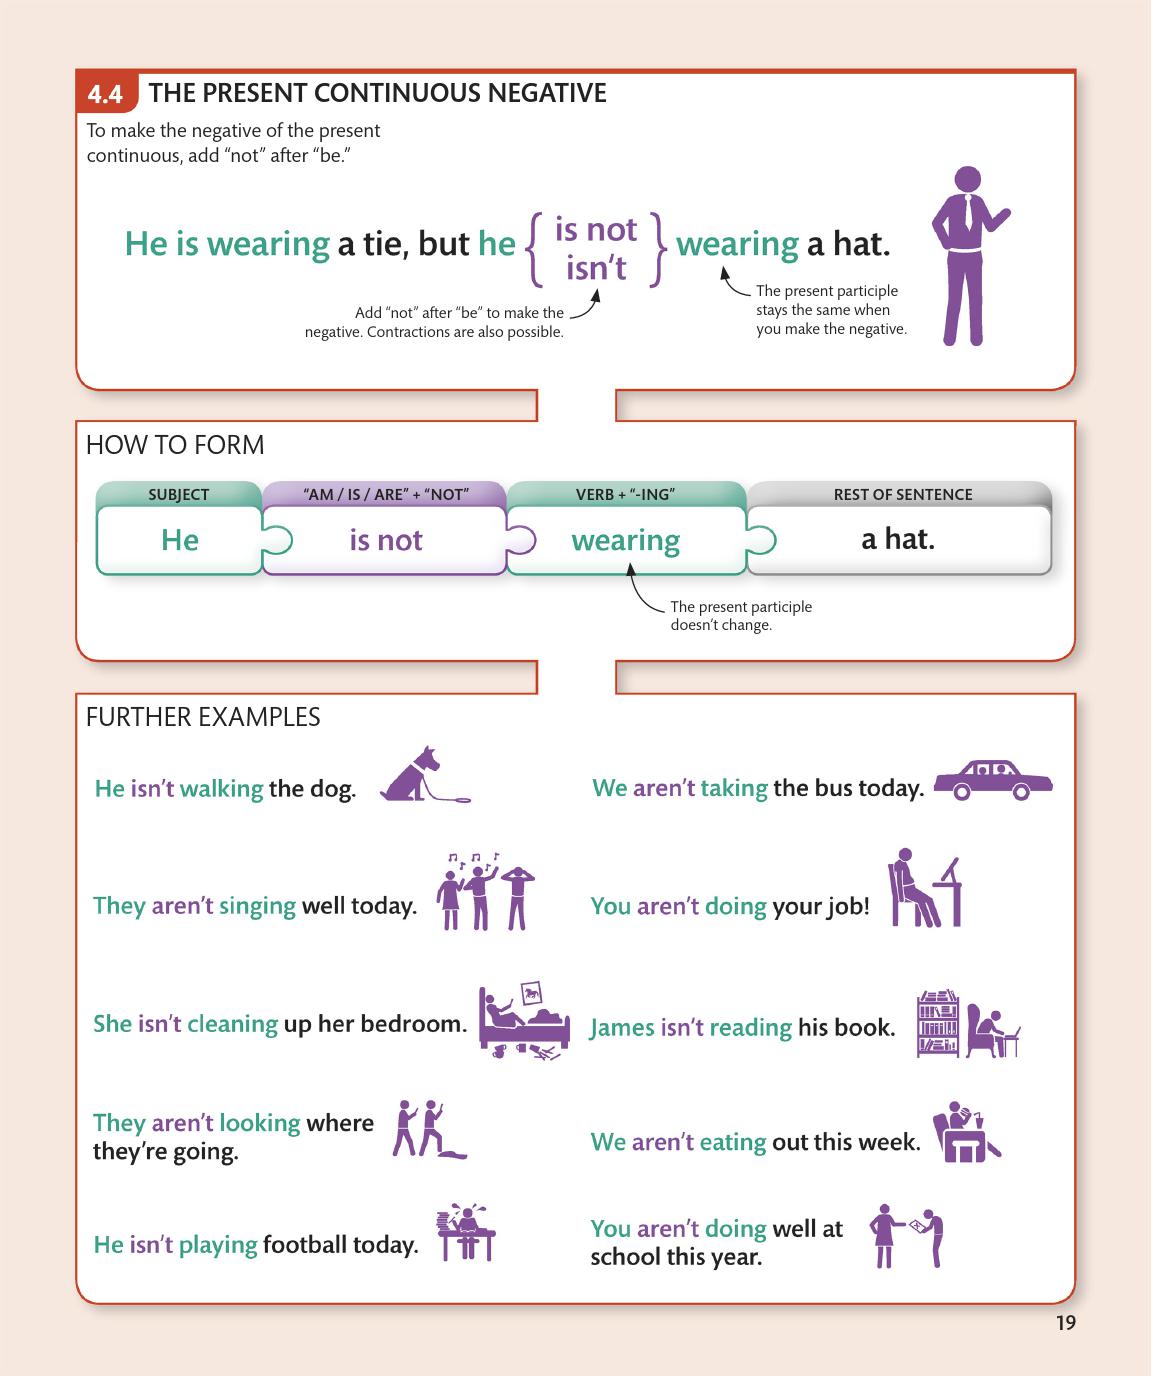 4.4 THE PRESENT CONTINUOUS NEGATIVE
To make the negative of the present
continuous, add “not” after “be.”
He is wearing a tie, but he { is not } wearing a hat.
isn’t
Add “not” after “be” to make the
negative. Contractions are also possible.
The present participle
stays the same when
you make the negative.
HOW TO FORM
SUBJECT
“AM / IS / ARE” + “NOT”
VERB + “-ING”
REST OF SENTENCE
He
is not
wearing
a hat.
The present participle
doesn’t change.
FURTHER EXAMPLES
He isn’t walking the dog.
We aren’t taking the bus today.
They aren’t singing well today.
You aren’t doing your job!
She isn’t cleaning up her bedroom.
James isn’t reading his book.
They aren’t looking where
they’re going.
We aren’t eating out this week.
He isn’t playing football today.
You aren’t doing well at
school this year.
19